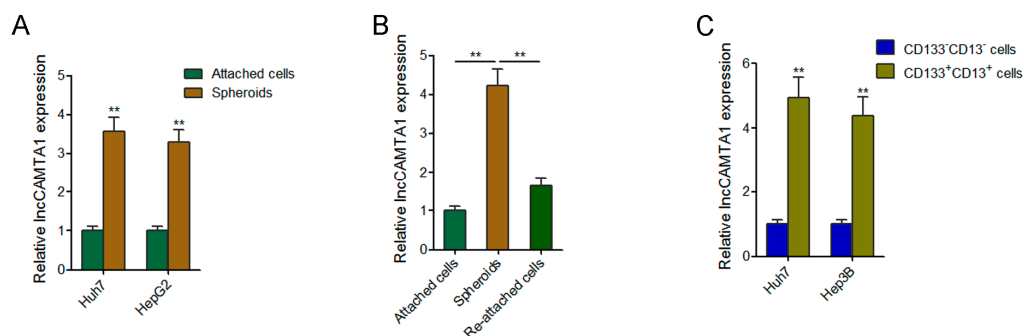 A
Relative lncCAMTA1 expression
5
4
3
2
1
0
**
**
Attached cells
Spheroids
Huh7
HepG2
B
Relative lncCAMTA1 expression
5
4
3
2
1
0
** **
Attached cells
Spheroids
Re-attached cells
C
Relative lncCAMTA1 expression
6
4
2
0
**
**
CD133⁻CD13⁻ cells
CD133⁺CD13⁺ cells
Huh7
Hep3B